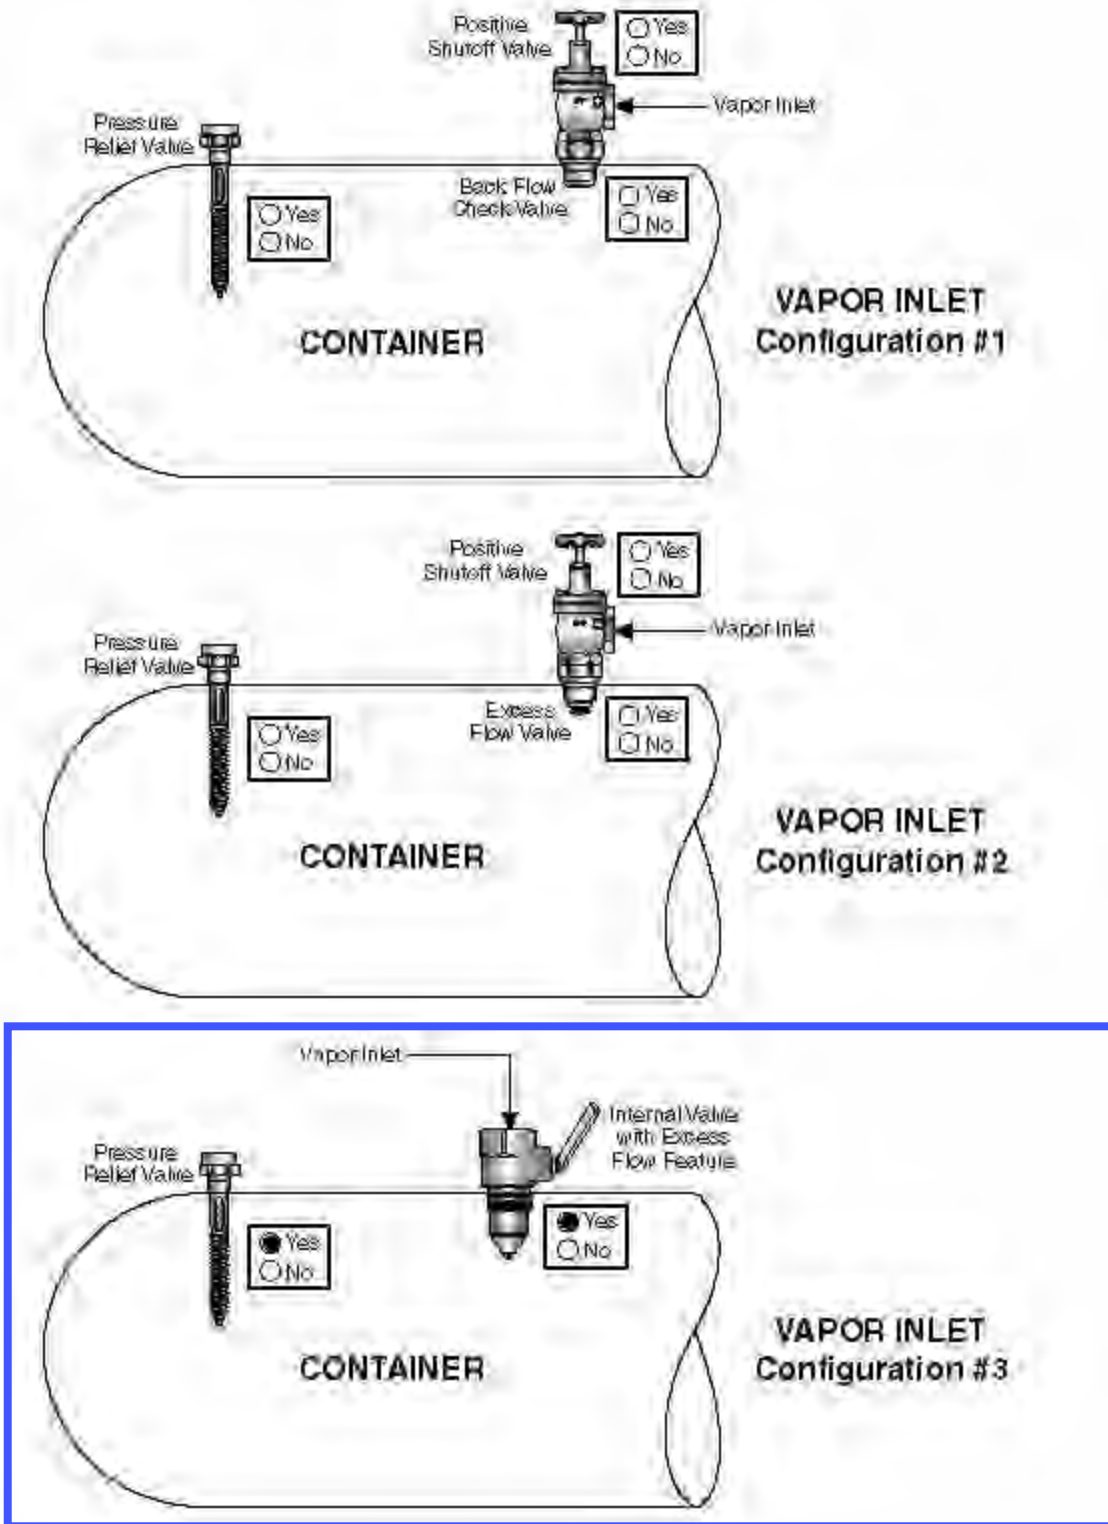 Positive
Shutoff Valve
Yes
No
Vapor Inlet
Pressure
Relief Valve
Back Flow
Check Valve
Yes
No
Yes
No
CONTAINER
VAPOR INLET
Configuration #1
Positive
Shutoff Valve
Yes
No
Vapor Inlet
Pressure
Relief Valve
Excess
Flow Valve
Yes
No
Yes
No
CONTAINER
VAPOR INLET
Configuration #2
Vapor Inlet
Internal Valve
with Excess
Flow Feature
Pressure
Relief Valve
Yes
No
Yes
No
CONTAINER
VAPOR INLET
Configuration #3